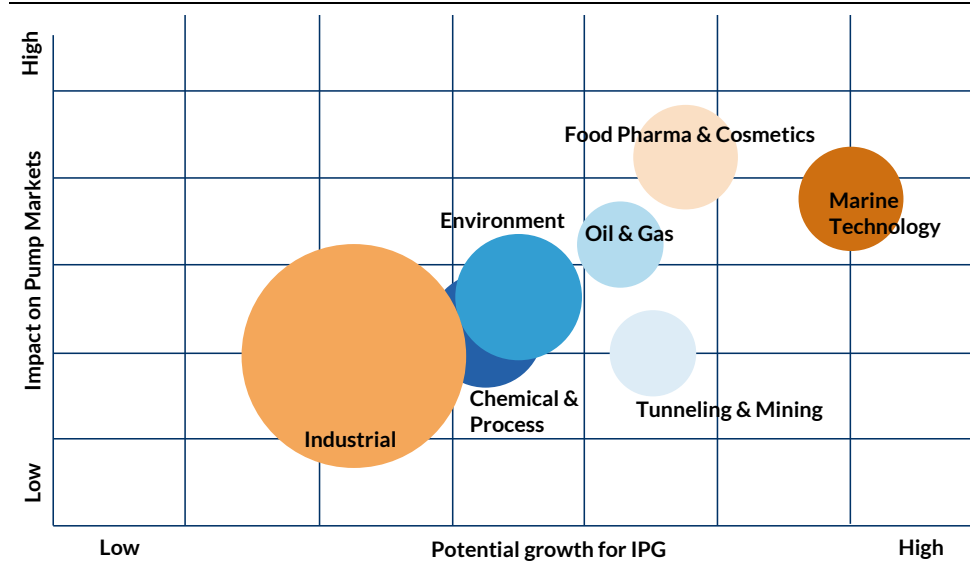 High
Impact on Pump Markets
Low
Food Pharma & Cosmetics
Marine
Technology
Environment
Oil & Gas
Chemical &
Process
Tunneling & Mining
Industrial
Low
Potential growth for IPG
High